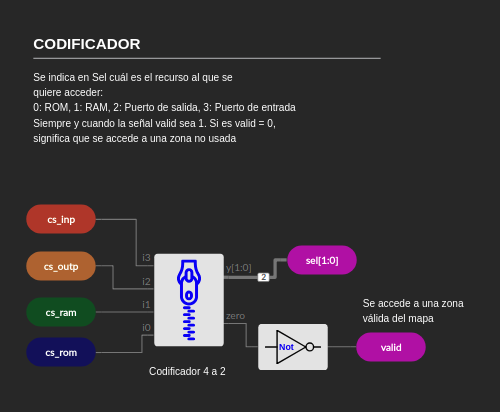 CODIFICADOR
Se indica en Sel cuál es el recurso al que se
quiere acceder:
0: ROM, 1: RAM, 2: Puerto de salida, 3: Puerto de entrada
Siempre y cuando la señal valid sea 1. Si es valid = 0,
significa que se accede a una zona no usada
cs_inp
i3
y[1:0]
sel[1:0]
cs_outp
i2
2
cs_ram
i1
Se accede a una zona
válida del mapa
zero
cs_rom
i0
Not
valid
Codificador 4 a 2